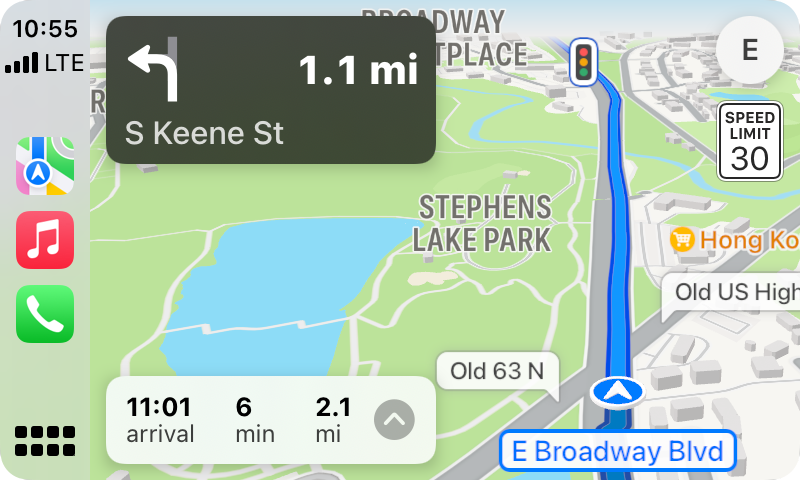 10:55
LTE
1.1 mi
S Keene St
BROADWAY
TPLACE
R
E
SPEED
LIMIT
30
STEPHENS
LAKE PARK
Hong Ko
Old US High
Old 63 N
11:01 6 2.1
arrival min mi
E Broadway Blvd